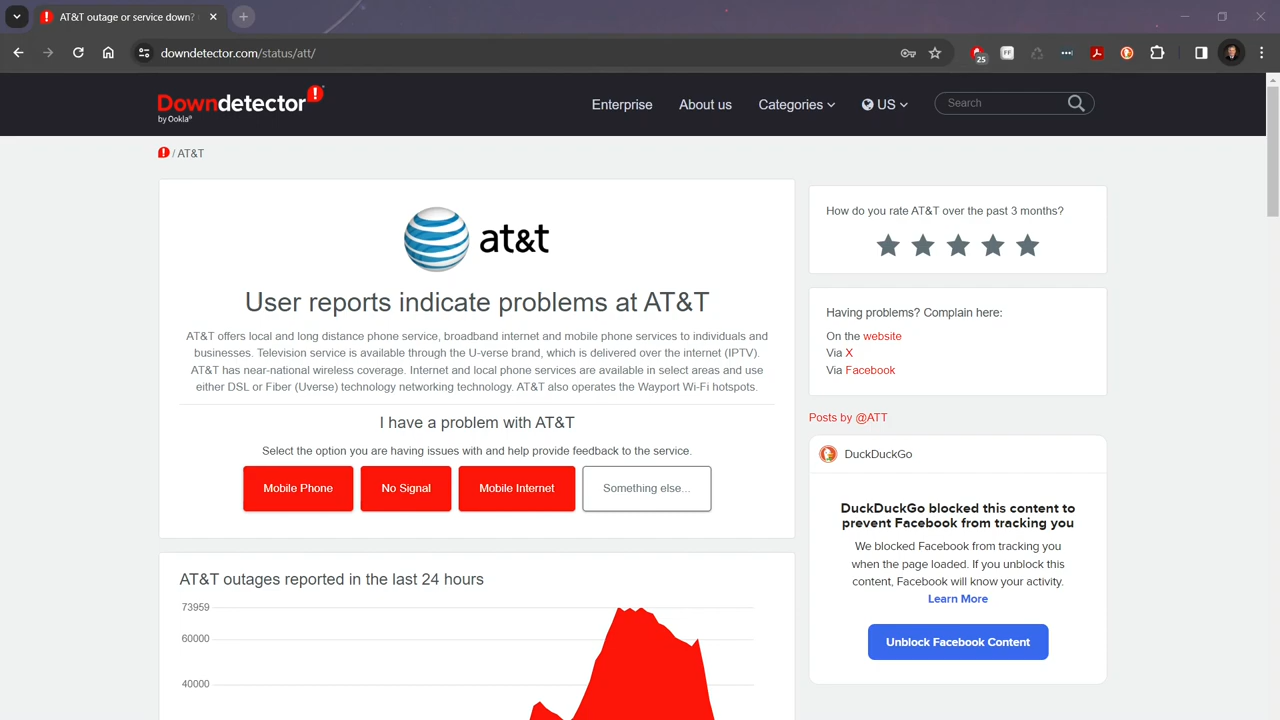 AT&T outage or service down?
downdetector.com/status/att/
25
FF
Downdetector
by Ookla®
Enterprise
About us
Categories
US
Search
/ AT&T
at&t
User reports indicate problems at AT&T
AT&T offers local and long distance phone service, broadband internet and mobile phone services to individuals and
businesses. Television service is available through the U-verse brand, which is delivered over the internet (IPTV).
AT&T has near-national wireless coverage. Internet and local phone services are available in select areas and use
either DSL or Fiber (Uverse) technology networking technology. AT&T also operates the Wayport Wi-Fi hotspots.
I have a problem with AT&T
Select the option you are having issues with and help provide feedback to the service.
Mobile Phone
No Signal
Mobile Internet
Something else...
AT&T outages reported in the last 24 hours
73959
60000
40000
How do you rate AT&T over the past 3 months?
Having problems? Complain here:
On the website
Via X
Via Facebook
Posts by @ATT
DuckDuckGo
DuckDuckGo blocked this content to
prevent Facebook from tracking you
We blocked Facebook from tracking you
when the page loaded. If you unblock this
content, Facebook will know your activity.
Learn More
Unblock Facebook Content